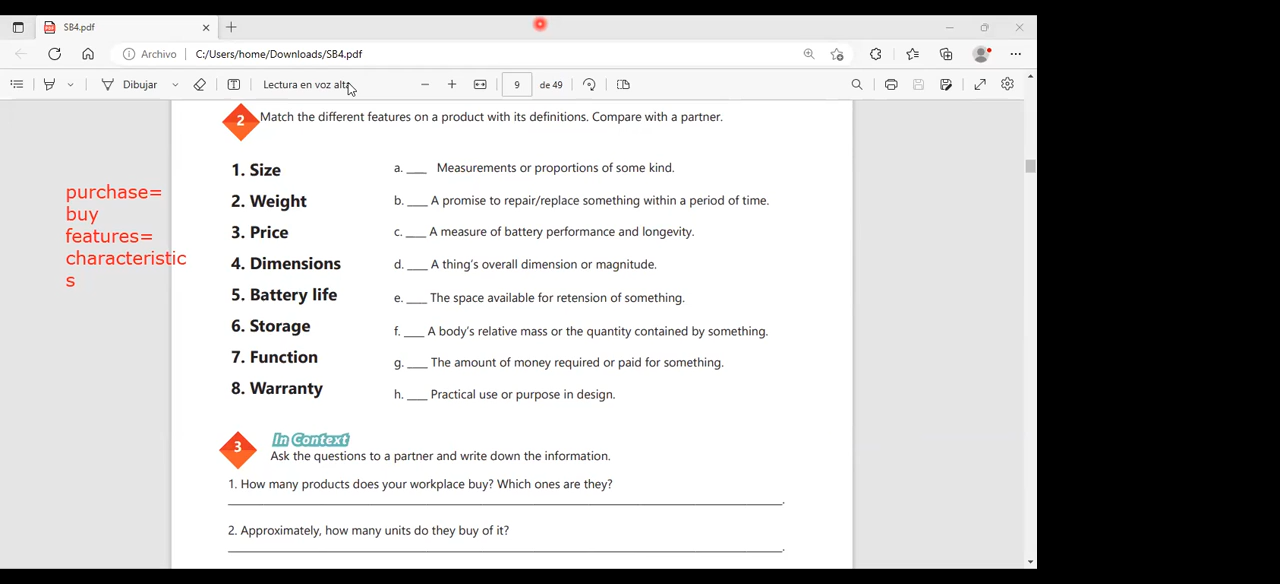 SB4.pdf
Archivo C:/Users/home/Downloads/SB4.pdf
Dibujar Lectura en voz alta 9 de 49
2 Match the different features on a product with its definitions. Compare with a partner.
1. Size a. ___ Measurements or proportions of some kind.
purchase=
buy
features=
characteristic
s
2. Weight b. ___ A promise to repair/replace something within a period of time.
3. Price c. ___ A measure of battery performance and longevity.
4. Dimensions d. ___ A thing's overall dimension or magnitude.
5. Battery life e. ___ The space available for retention of something.
6. Storage f. ___ A body's relative mass or the quantity contained by something.
7. Function g. ___ The amount of money required or paid for something.
8. Warranty h. ___ Practical use or purpose in design.
3 In Context
Ask the questions to a partner and write down the information.
1. How many products does your workplace buy? Which ones are they?
2. Approximately, how many units do they buy of it?